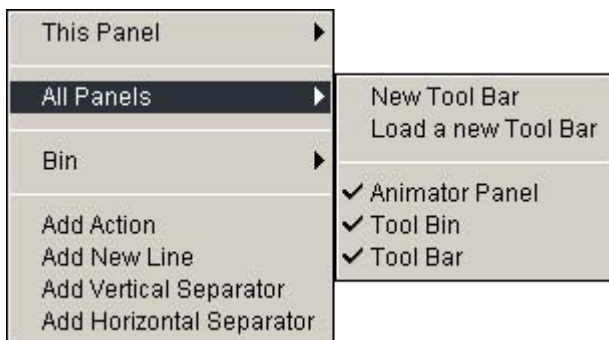 This Panel
All Panels
Bin
Add Action
Add New Line
Add Vertical Separator
Add Horizontal Separator
New Tool Bar
Load a new Tool Bar
Animator Panel
Tool Bin
Tool Bar